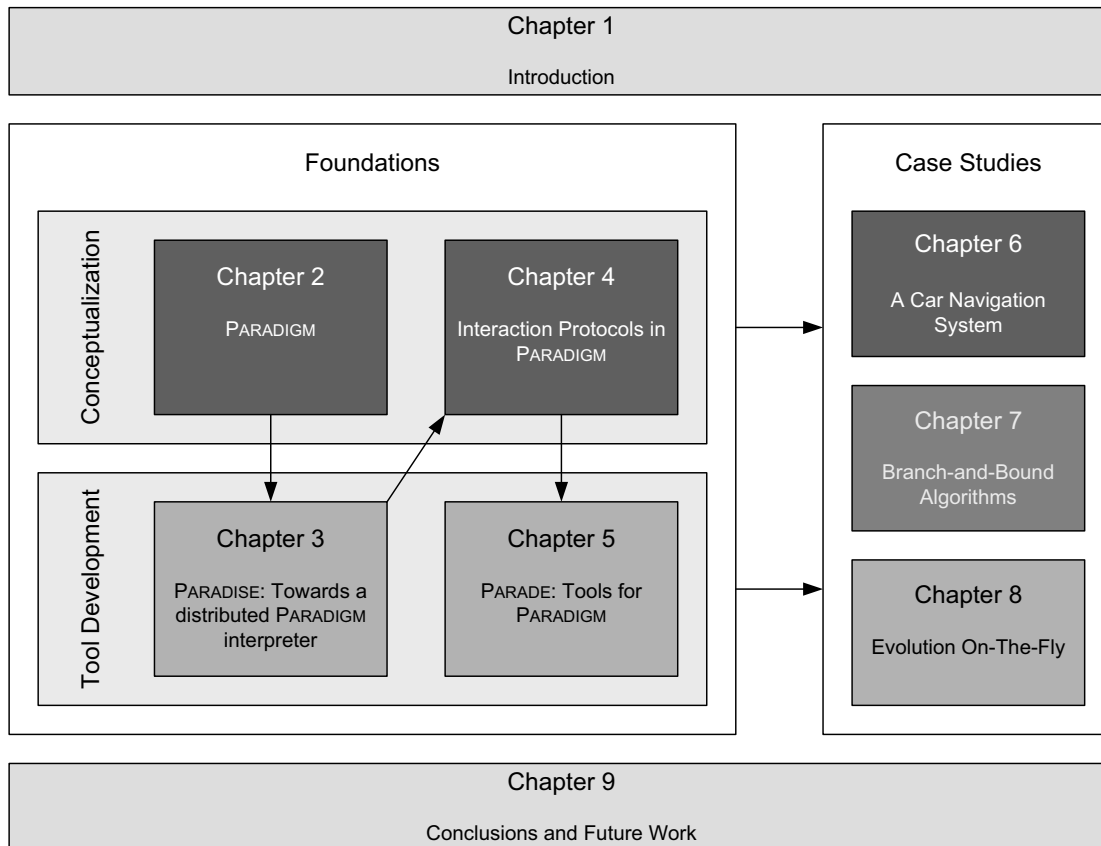 Chapter 1
Introduction
Foundations
Conceptualization
Chapter 2
PARADIGM
Chapter 4
Interaction Protocols in
PARADIGM
Tool Development
Chapter 3
PARADISE: Towards a
distributed PARADIGM
interpreter
Chapter 5
PARADE: Tools for
PARADIGM
Case Studies
Chapter 6
A Car Navigation
System
Chapter 7
Branch-and-Bound
Algorithms
Chapter 8
Evolution On-The-Fly
Chapter 9
Conclusions and Future Work